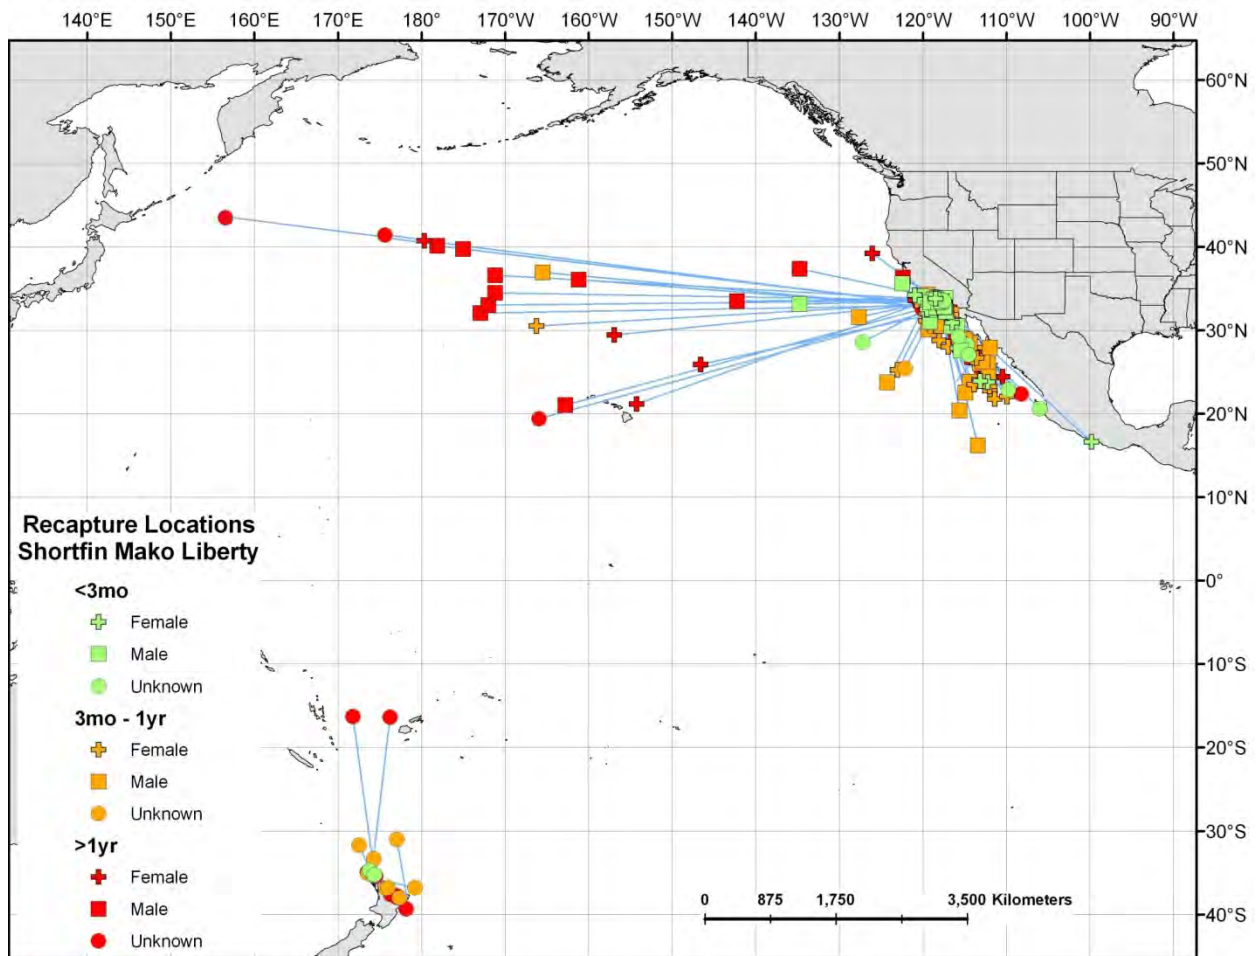 140°E 150°E 160°E 170°E 180° 170°W 160°W 150°W 140°W 130°W 120°W 110°W 100°W 90°W
60°N
50°N
40°N
30°N
20°N
10°N
0°
10°S
20°S
30°S
40°S
Recapture Locations
Shortfin Mako Liberty
<3mo
Female
Male
Unknown
3mo - 1yr
Female
Male
Unknown
>1yr
Female
Male
Unknown
0 875 1,750 3,500 Kilometers